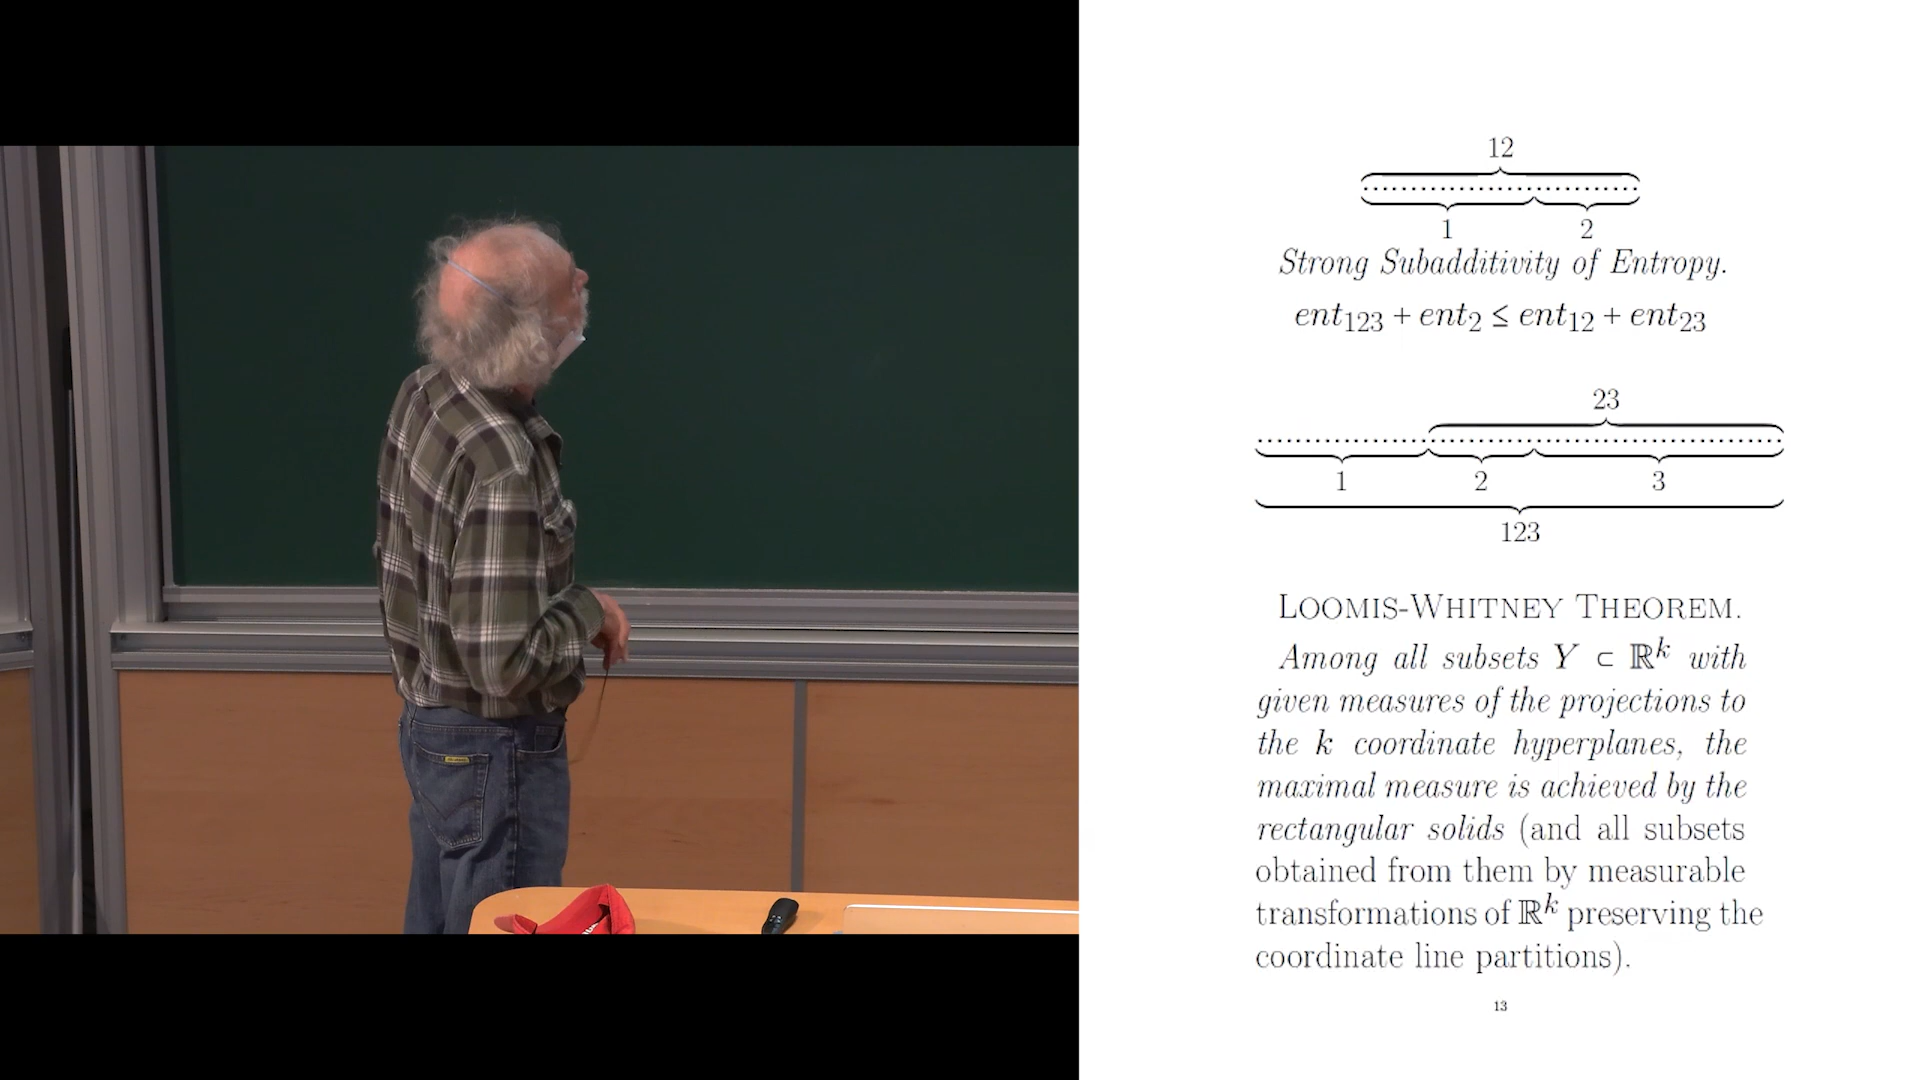 12
1 2
Strong Subadditivity of Entropy.
ent₁₂₃ + ent₂ ≤ ent₁₂ + ent₂₃
23
1 2 3
123
LOOMIS-WHITNEY THEOREM.
Among all subsets Y ⊂ ℝᵏ with
given measures of the projections to
the k coordinate hyperplanes, the
maximal measure is achieved by the
rectangular solids (and all subsets
obtained from them by measurable
transformations of ℝᵏ preserving the
coordinate line partitions).
13